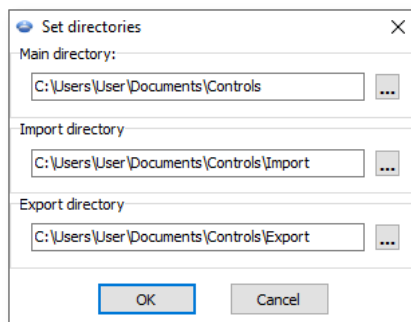 Set directories
Main directory:
C:\Users\User\Documents\Controls
...
Import directory
C:\Users\User\Documents\Controls\Import
...
Export directory
C:\Users\User\Documents\Controls\Export
...
OK Cancel